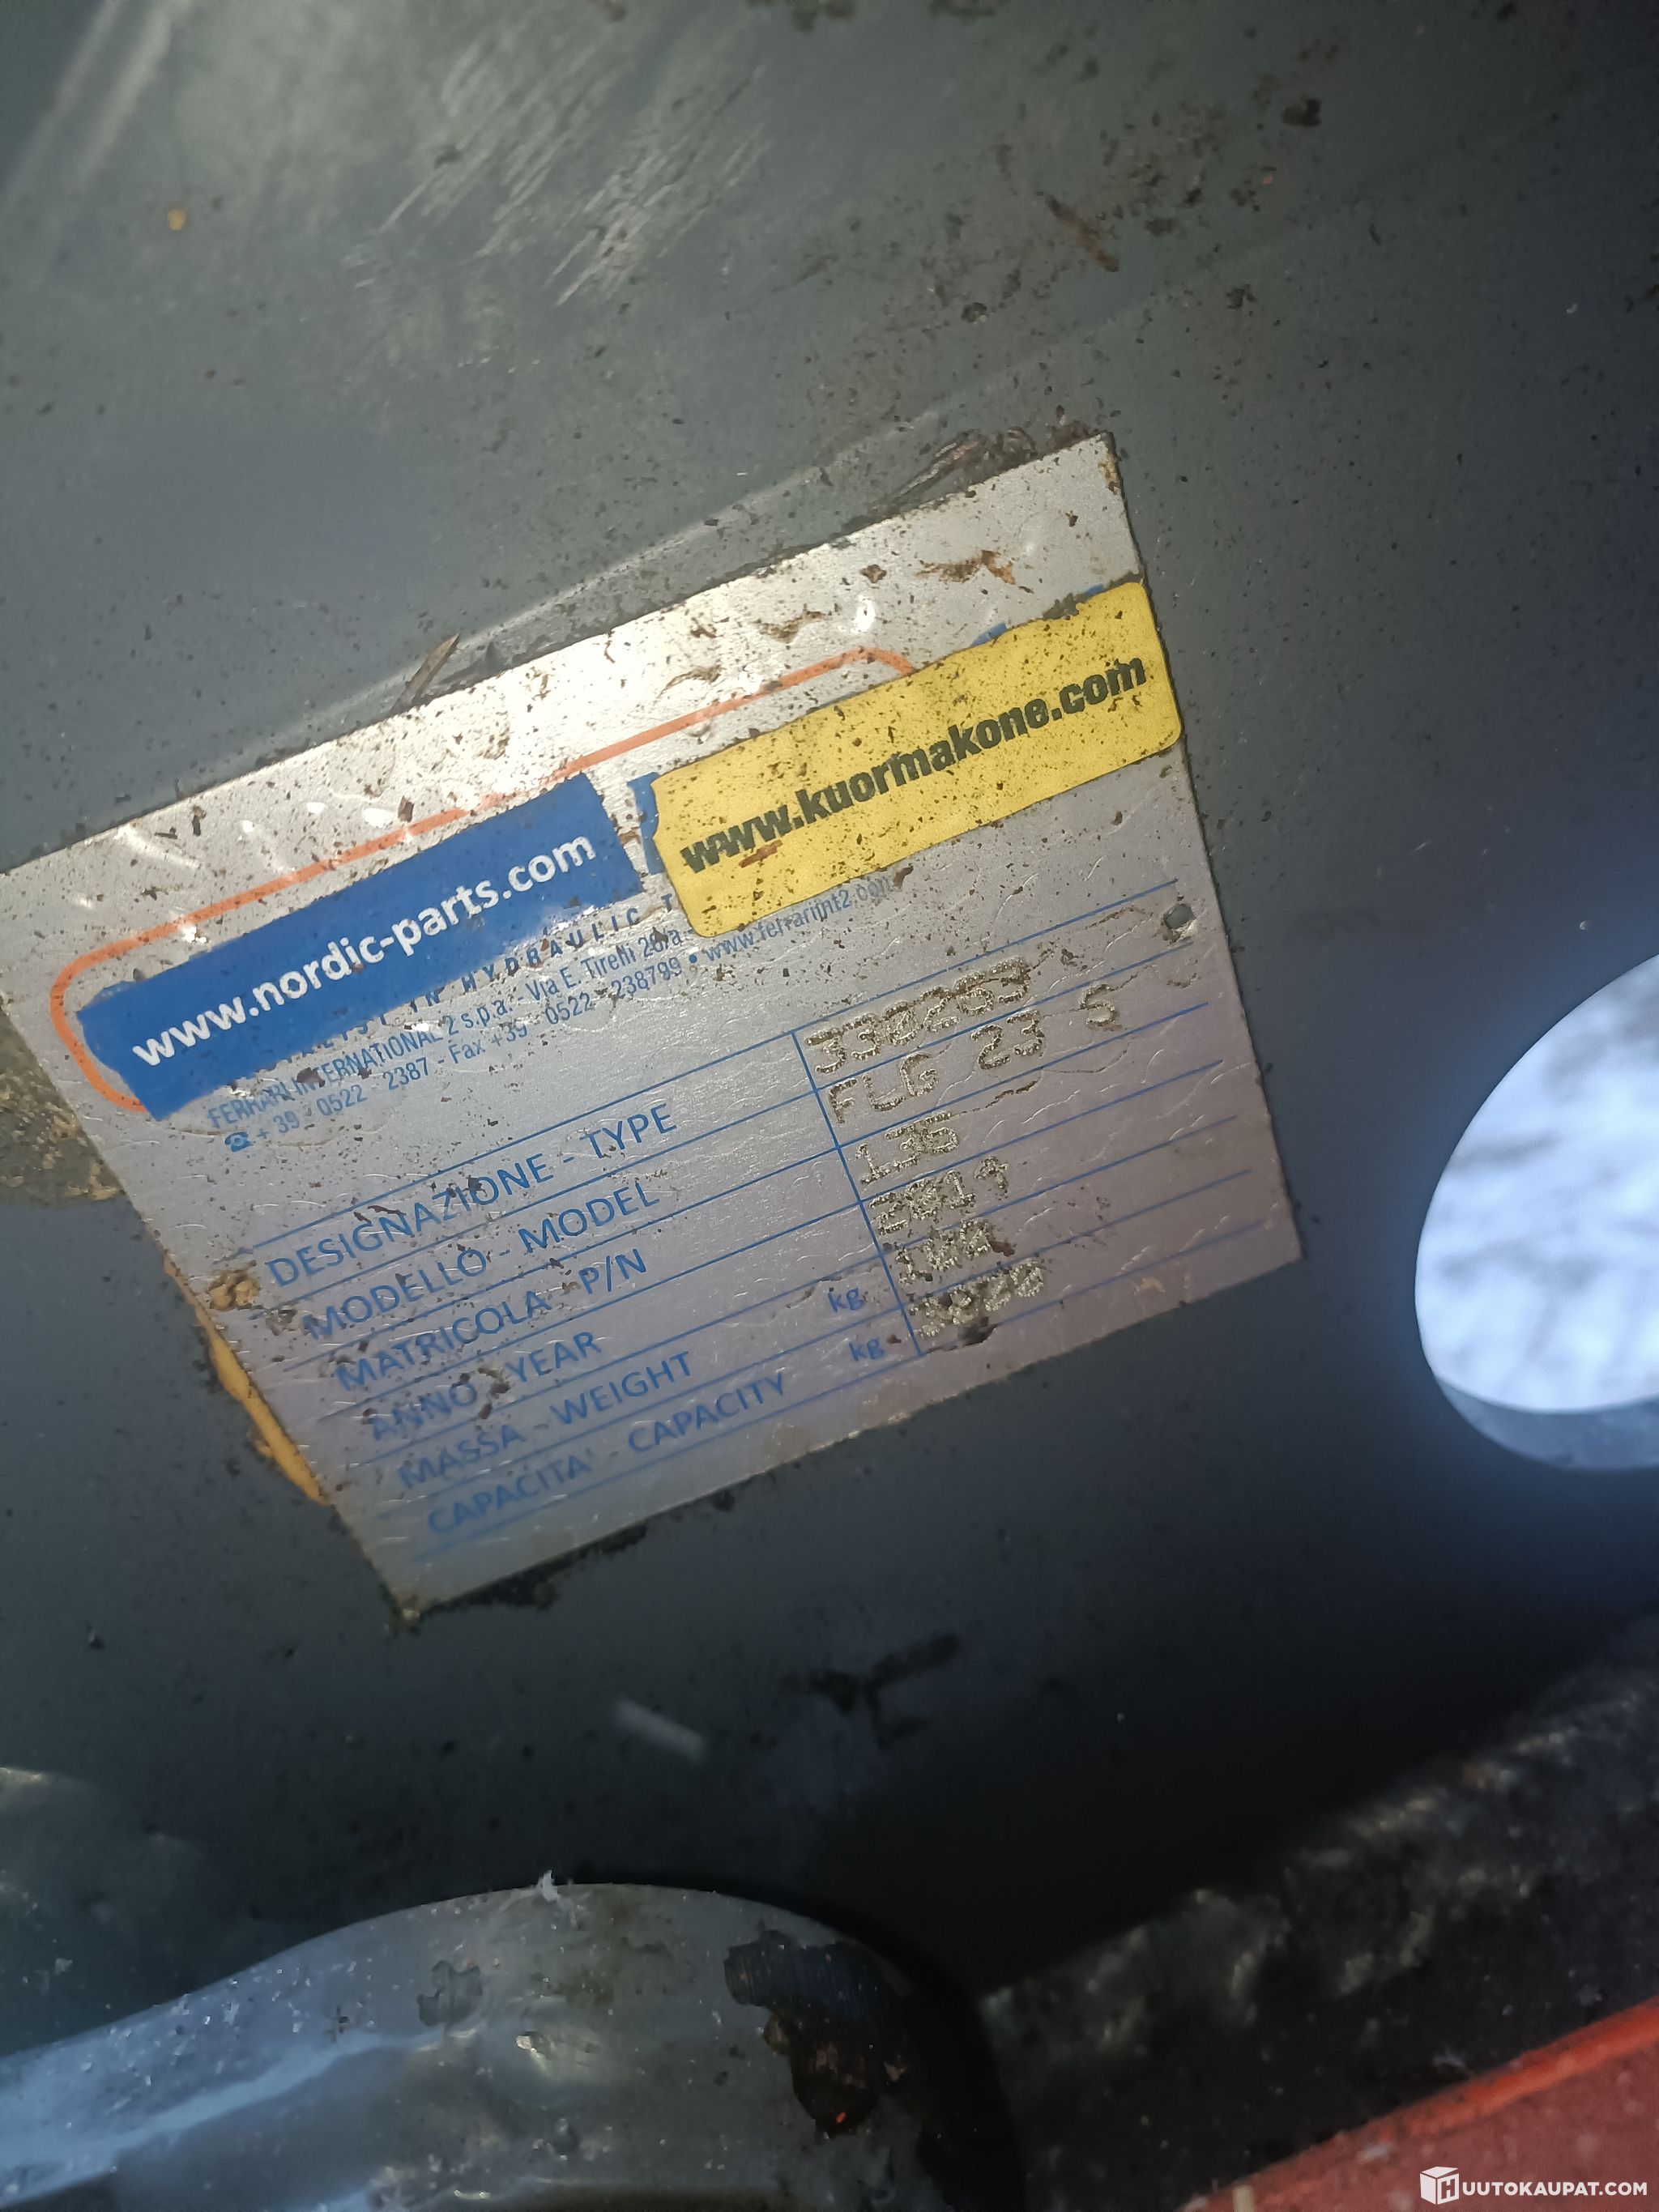 www.nordic-parts.com
www.kuormakone.com
HYDRAULIC
FERRARI INTERNATIONAL 2 s.p.a. - Via E. Tirelli
☎ + 39 - 0522 - 2387 - Fax +39 - 0522 - 238799 • www.ferrariint2.com
DESIGNAZIONE - TYPE 330263
MODELLO - MODEL FLG 23 S
MATRICOLA - P/N 136
ANNO - YEAR 2014
MASSA - WEIGHT kg
CAPACITA' - CAPACITY kg
HUUTOKAUPAT.COM